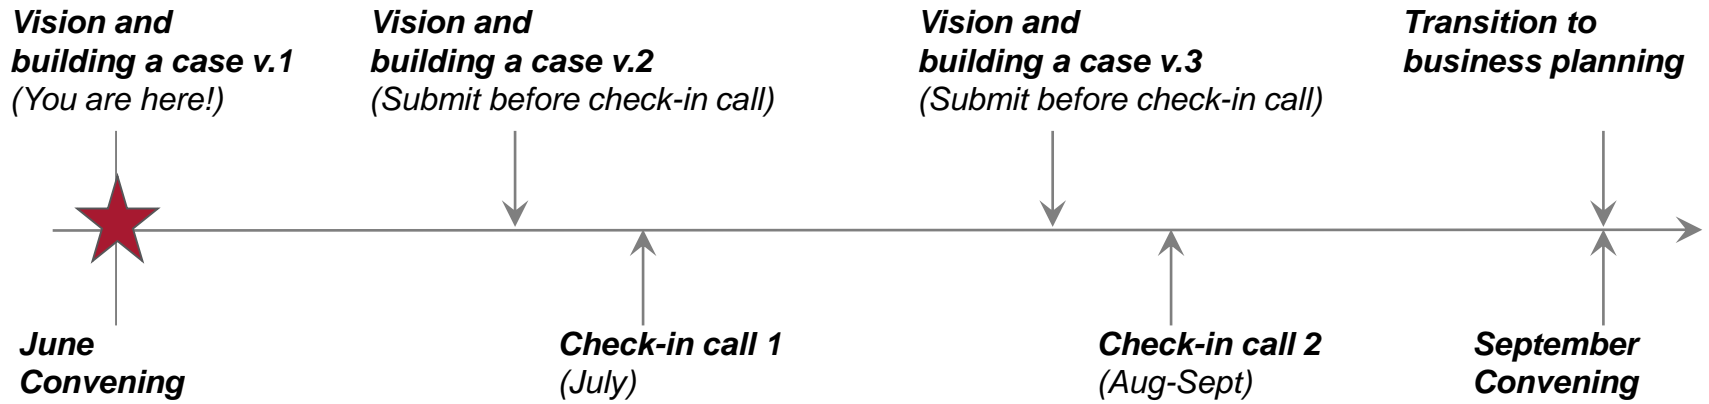 Vision and
building a case v.1
(You are here!)
Vision and
building a case v.2
(Submit before check-in call)
Vision and
building a case v.3
(Submit before check-in call)
Transition to
business planning
June
Convening
Check-in call 1
(July)
Check-in call 2
(Aug-Sept)
September
Convening